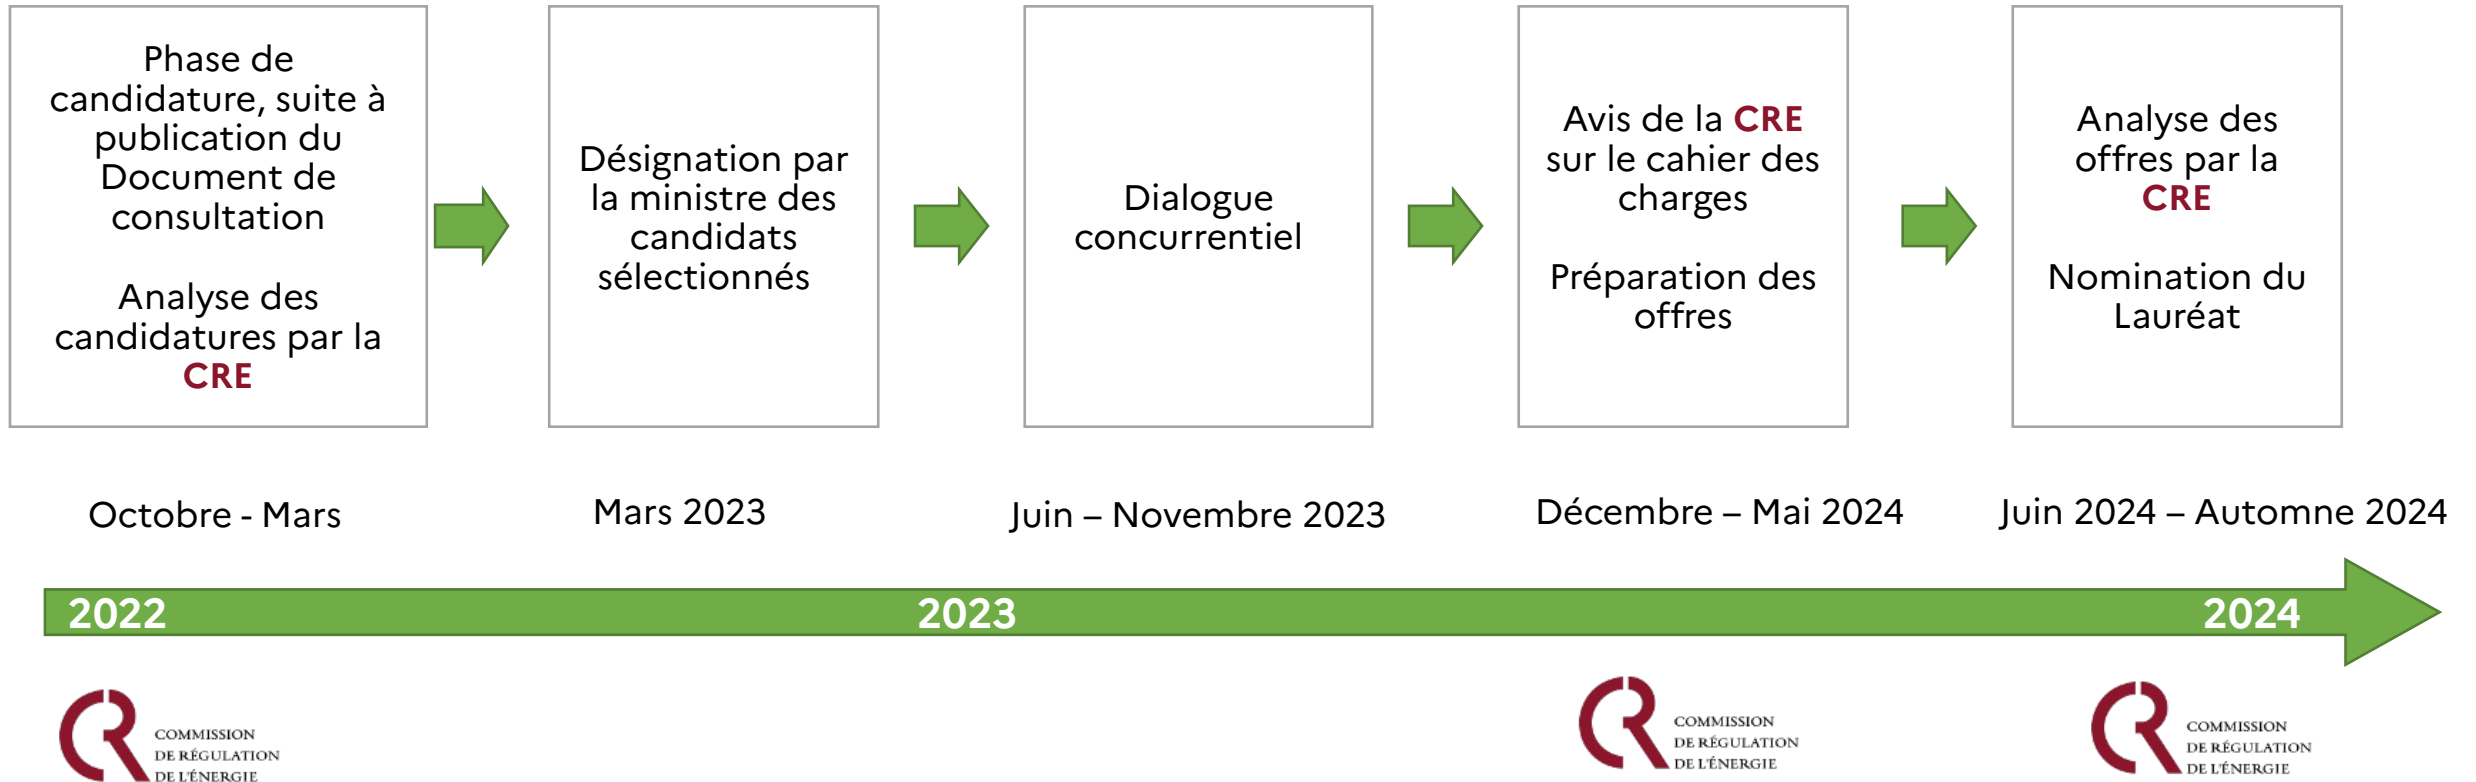 Phase de
candidature, suite à
publication du
Document de
consultation
Analyse des
candidatures par la
CRE
Désignation par
la ministre des
candidats
sélectionnés
Dialogue
concurrentiel
Avis de la CRE
sur le cahier des
charges
Préparation des
offres
Analyse des
offres par la
CRE
Nomination du
Lauréat
Octobre - Mars
Mars 2023
Juin – Novembre 2023
Décembre – Mai 2024
Juin 2024 – Automne 2024
2022
2023
2024
CR
COMMISSION
DE RÉGULATION
DE L'ÉNERGIE
CR
COMMISSION
DE RÉGULATION
DE L'ÉNERGIE
CR
COMMISSION
DE RÉGULATION
DE L'ÉNERGIE